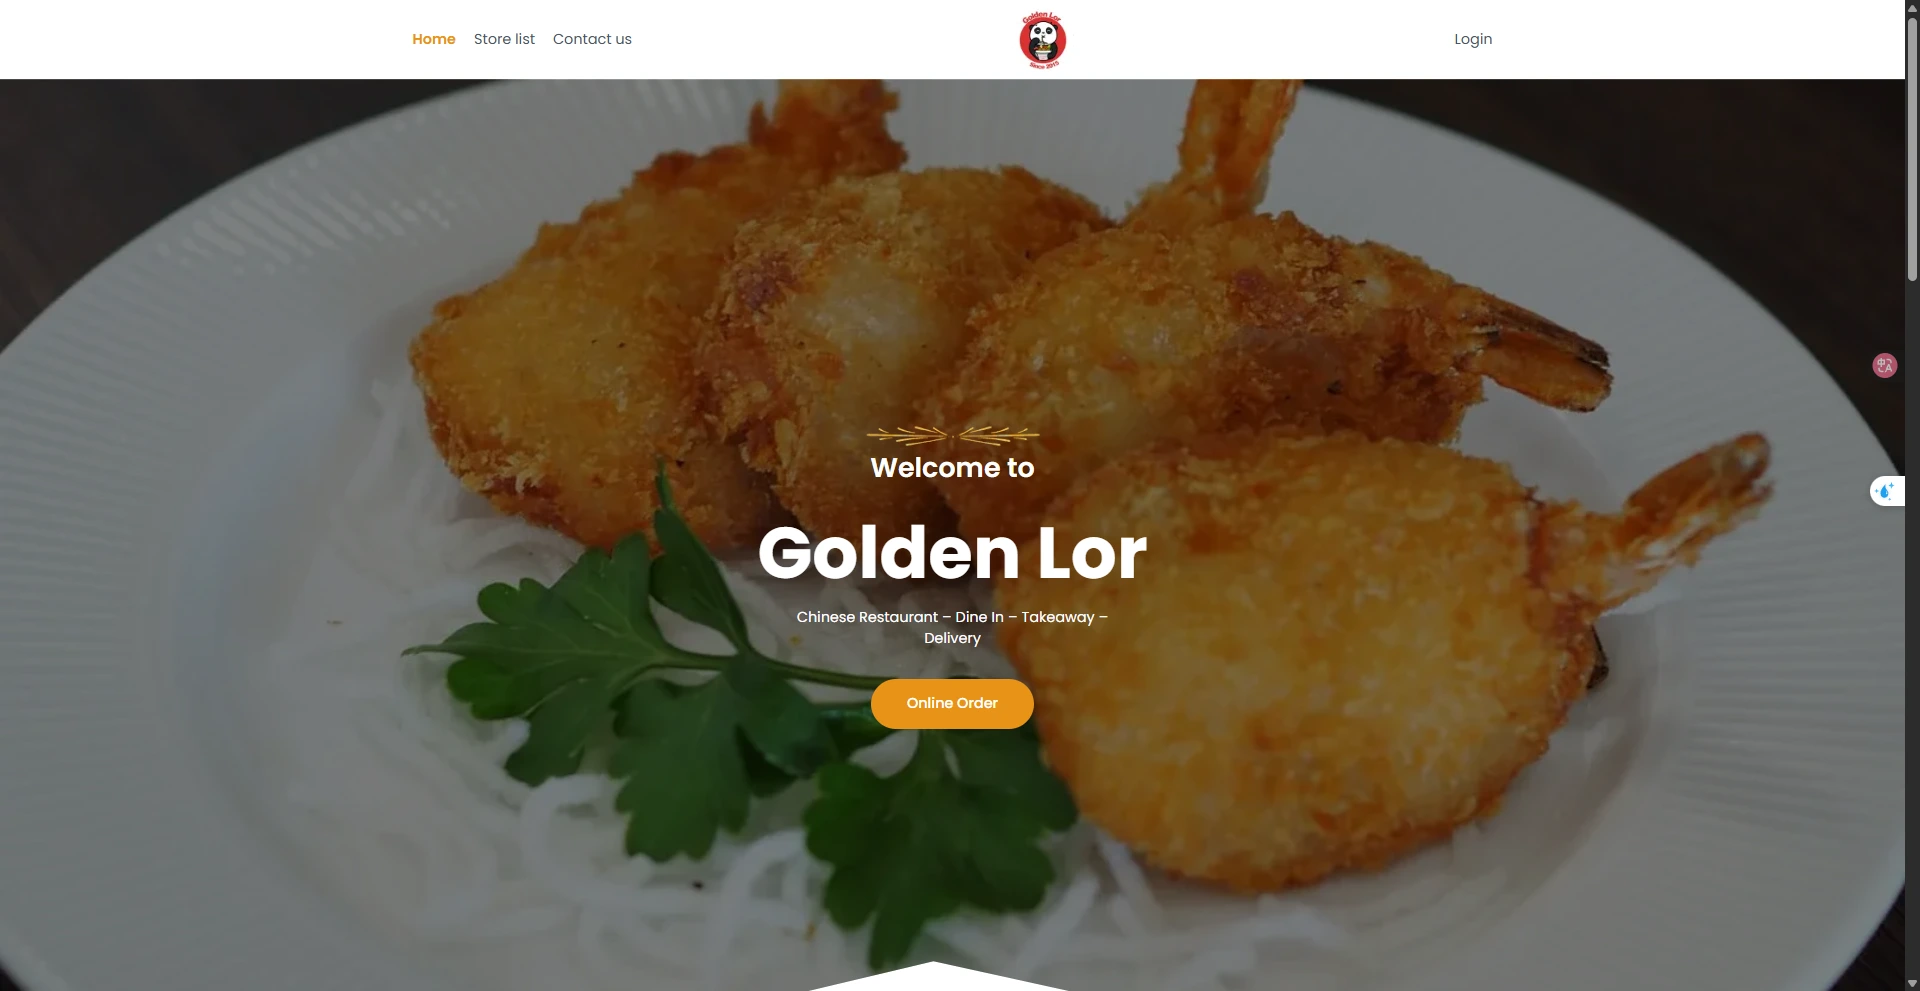 Home
Store list
Contact us
Golden Lor
Since 2015
Login
Welcome to
Golden Lor
Chinese Restaurant – Dine In – Takeaway –
Delivery
Online Order